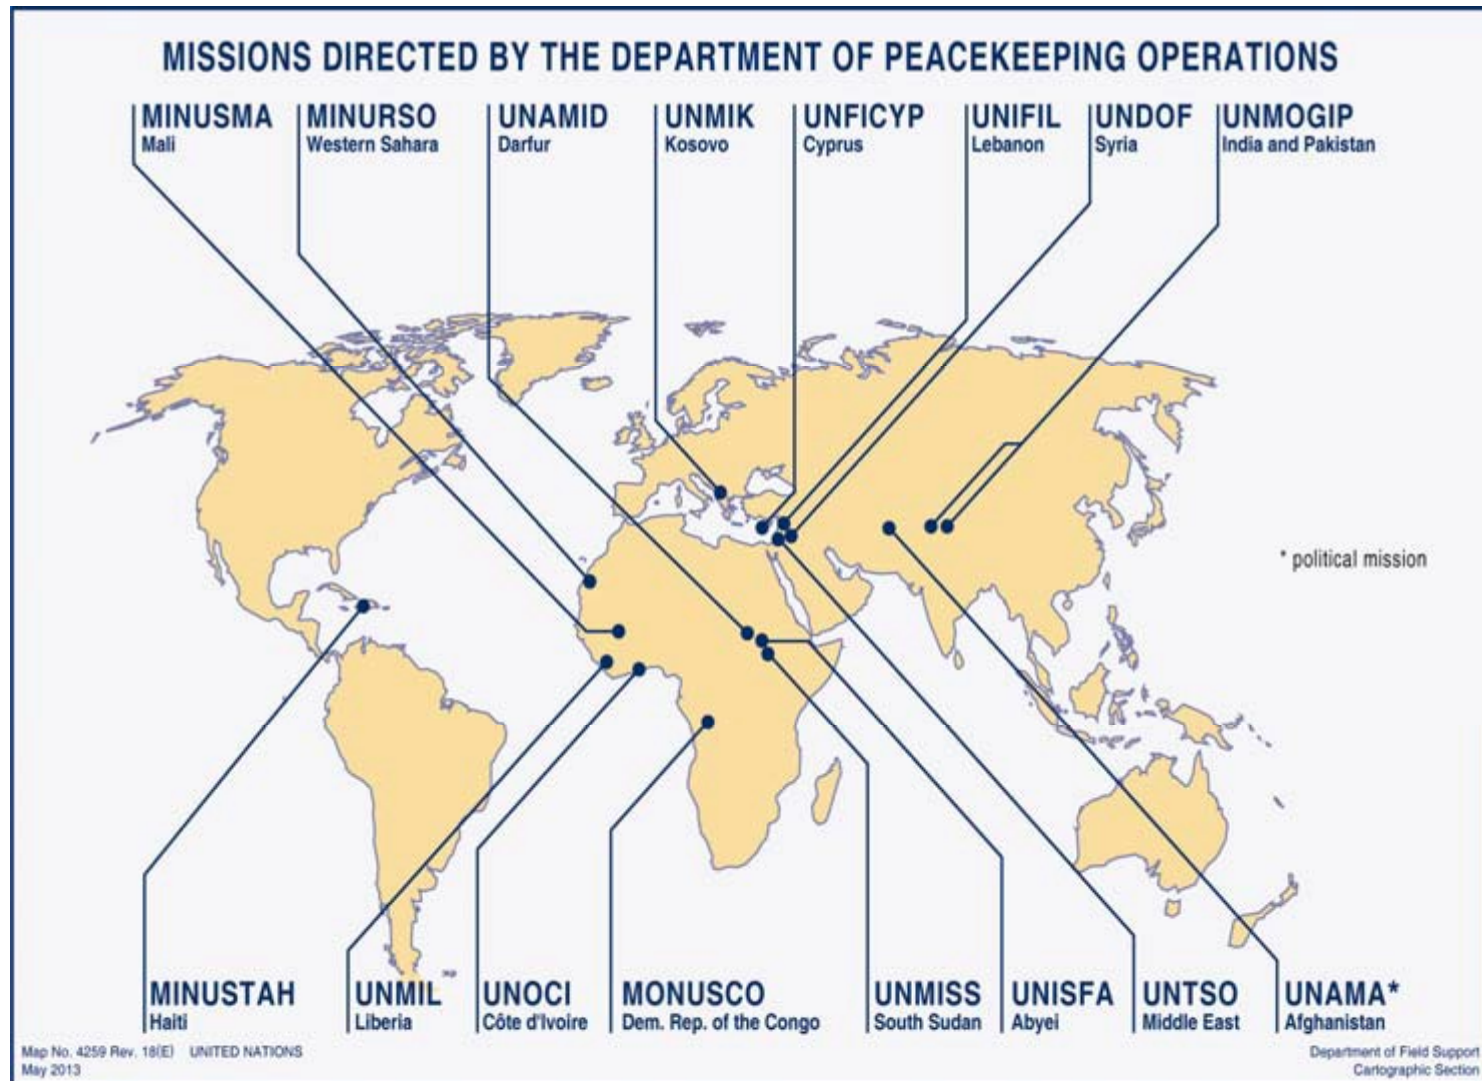 MISSIONS DIRECTED BY THE DEPARTMENT OF PEACEKEEPING OPERATIONS
MINUSMA
Mali
MINURSO
Western Sahara
UNAMID
Darfur
UNMIK
Kosovo
UNFICYP
Cyprus
UNIFIL
Lebanon
UNDOF
Syria
UNMOGIP
India and Pakistan
* political mission
MINUSTAH
Haiti
UNMIL
Liberia
UNOCI
Côte d'Ivoire
MONUSCO
Dem. Rep. of the Congo
UNMISS
South Sudan
UNISFA
Abyei
UNTSO
Middle East
UNAMA*
Afghanistan
Map No. 4259 Rev. 18(E) UNITED NATIONS
May 2013
Department of Field Support
Cartographic Section